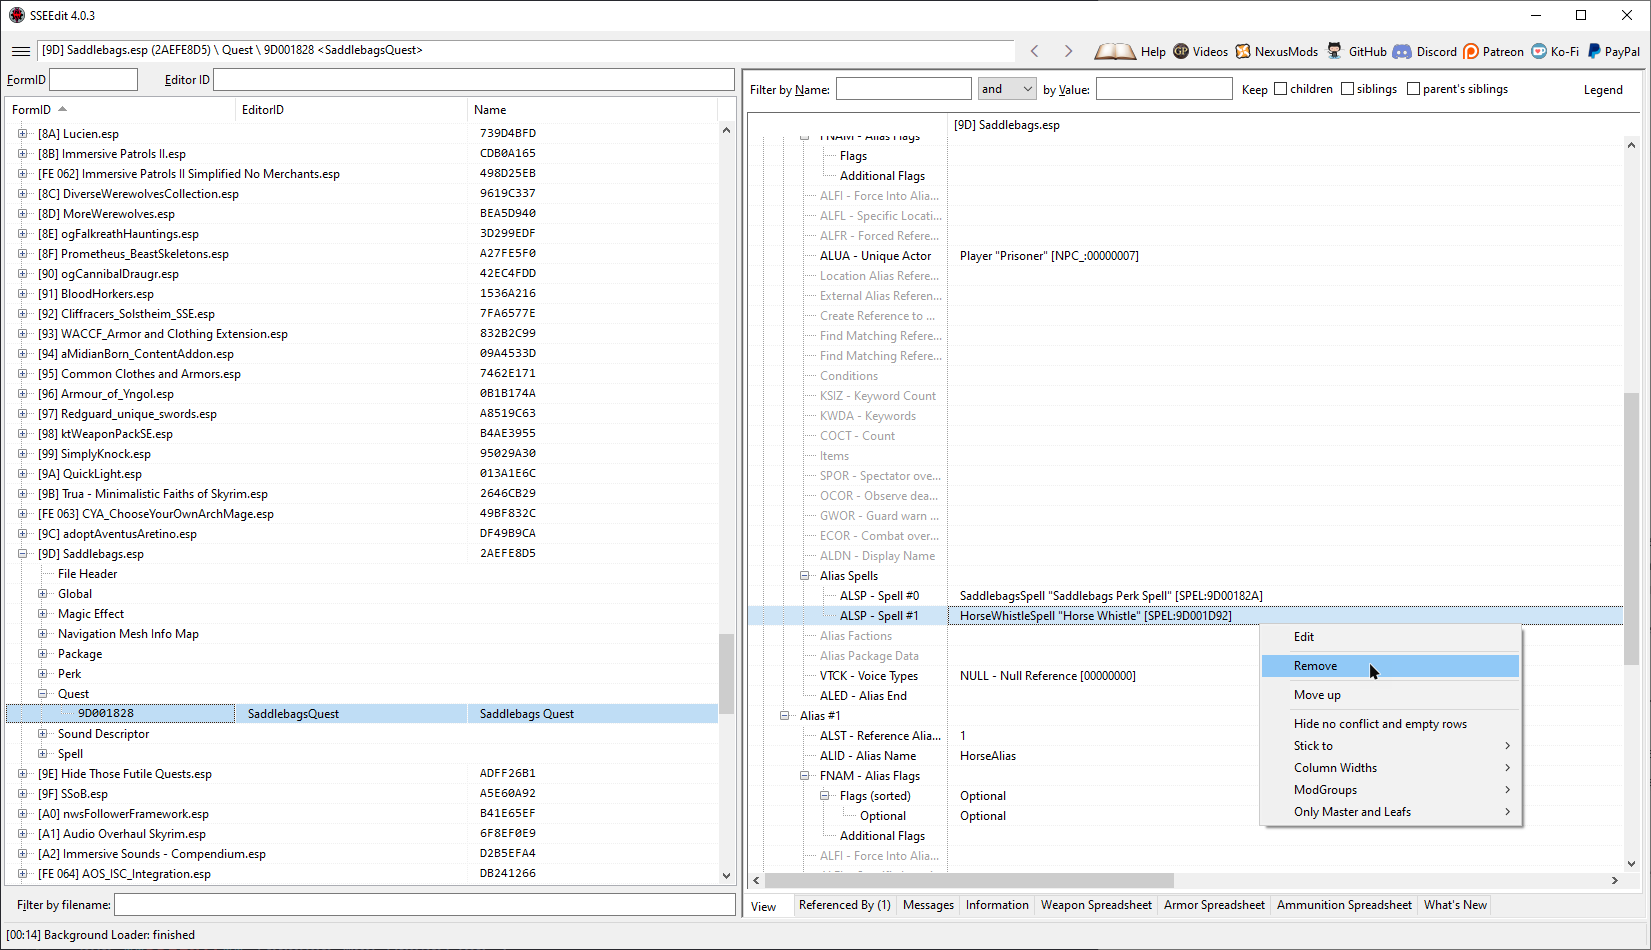 SSEEdit 4.0.3
[9D] Saddlebags.esp (2AEFE8D5) \ Quest \ 9D001828 <SaddlebagsQuest>
Help Videos NexusMods GitHub Discord Patreon Ko-Fi PayPal
FormID Editor ID
FormID EditorID Name
[8A] Lucien.esp 739D4BFD
[8B] Immersive Patrols II.esp CDB0A165
[FE 062] Immersive Patrols II Simplified No Merchants.esp 498D25EB
[8C] DiverseWerewolvesCollection.esp 9619C337
[8D] MoreWerewolves.esp BEA5D940
[8E] ogFalkreathHauntings.esp 3D299EDF
[8F] Prometheus_BeastSkeletons.esp A27FE5F0
[90] ogCannibalDraugr.esp 42EC4FDD
[91] BloodHorkers.esp 1536A216
[92] Cliffracers_Solstheim_SSE.esp 7FA6577E
[93] WACCF_Armor and Clothing Extension.esp 832B2C99
[94] aMidianBorn_ContentAddon.esp 09A4533D
[95] Common Clothes and Armors.esp 7462E171
[96] Armour_of_Yngol.esp 0B1B174A
[97] Redguard_unique_swords.esp A8519C63
[98] ktWeaponPackSE.esp B4AE3955
[99] SimplyKnock.esp 95029A30
[9A] QuickLight.esp 013A1E6C
[9B] Trua - Minimalistic Faiths of Skyrim.esp 2646CB29
[FE 063] CYA_ChooseYourOwnArchMage.esp 49BF832C
[9C] adoptAventusAretino.esp DF49B9CA
[9D] Saddlebags.esp 2AEFE8D5
File Header
Global
Magic Effect
Navigation Mesh Info Map
Package
Perk
Quest
9D001828 SaddlebagsQuest Saddlebags Quest
Sound Descriptor
Spell
[9E] Hide Those Futile Quests.esp ADFF26B1
[9F] SSoB.esp A5E60A92
[A0] nwsFollowerFramework.esp B41E65EF
[A1] Audio Overhaul Skyrim.esp 6F8EF0E9
[A2] Immersive Sounds - Compendium.esp D2B5EFA4
[FE 064] AOS_ISC_Integration.esp DB241266
Filter by filename:
[00:14] Background Loader: finished
Filter by Name: and by Value: Keep children siblings parent's siblings Legend
[9D] Saddlebags.esp
FNAM - Alias Flags
Flags
Additional Flags
ALFI - Force Into Alia...
ALFL - Specific Locati...
ALFR - Forced Refere...
ALUA - Unique Actor Player "Prisoner" [NPC_:00000007]
Location Alias Refere...
External Alias Referen...
Create Reference to ...
Find Matching Refere...
Find Matching Refere...
Conditions
KSIZ - Keyword Count
KWDA - Keywords
COCT - Count
Items
SPOR - Spectator ove...
OCOR - Observe dea...
GWOR - Guard warn ...
ECOR - Combat over...
ALDN - Display Name
Alias Spells
ALSP - Spell #0 SaddlebagsSpell "Saddlebags Perk Spell" [SPEL:9D00182A]
ALSP - Spell #1 HorseWhistleSpell "Horse Whistle" [SPEL:9D001D92]
Alias Factions
Alias Package Data
VTCK - Voice Types NULL - Null Reference [00000000]
ALED - Alias End
Alias #1
ALST - Reference Alia... 1
ALID - Alias Name HorseAlias
FNAM - Alias Flags
Flags (sorted) Optional
Optional Optional
Additional Flags
ALFI - Force Into Alia...
Edit
Remove
Move up
Hide no conflict and empty rows
Stick to
Column Widths
ModGroups
Only Master and Leafs
View Referenced By (1) Messages Information Weapon Spreadsheet Armor Spreadsheet Ammunition Spreadsheet What's New